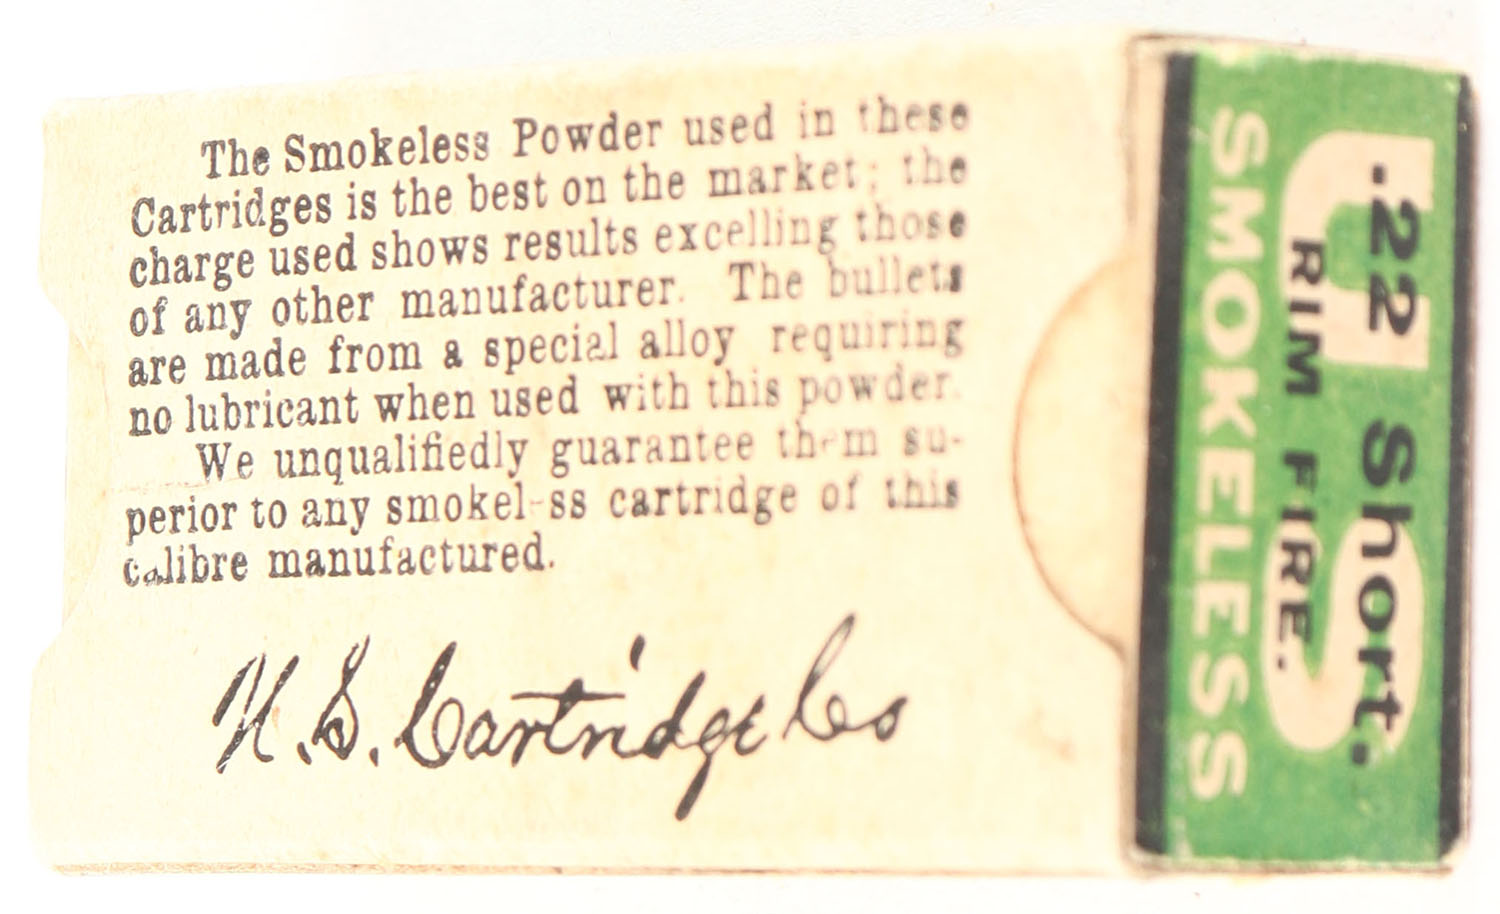 The Smokeless Powder used in these
Cartridges is the best on the market; the
charge used shows results excelling those
of any other manufacturer. The bullets
are made from a special alloy requiring
no lubricant when used with this powder.
We unqualifiedly guarantee them su-
perior to any smokel-ss cartridge of this
calibre manufactured.
U. S. Cartridge Co
US
.22 Short.
RIM FIRE.
SMOKELESS